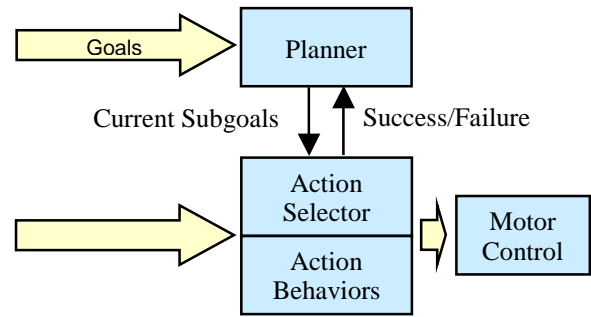 Goals
Planner
Current Subgoals
Success/Failure
Action
Selector
Action
Behaviors
Motor
Control